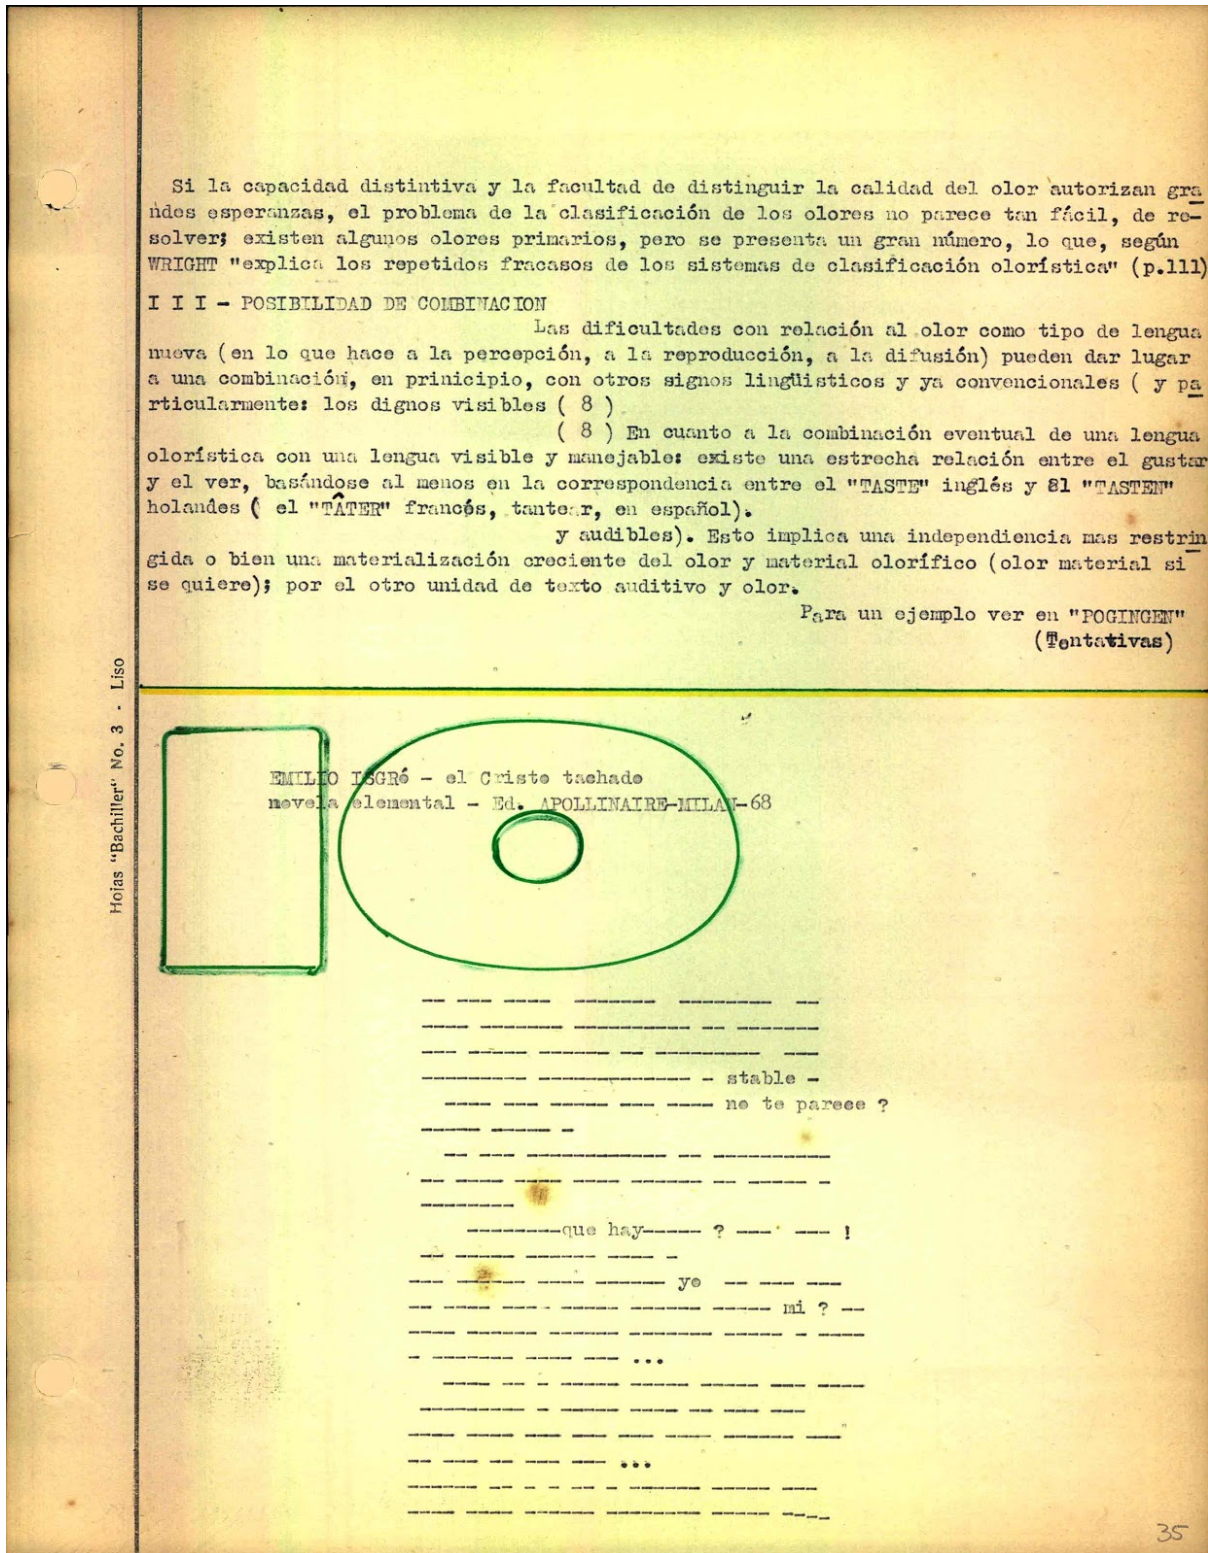 Si la capacidad distintiva y la facultad de distinguir la calidad del olor autorizan gra
ndes esperanzas, el problema de la clasificación de los olores no parece tan fácil, de re-
solver; existen algunos olores primarios, pero se presenta un gran número, lo que, según
WRIGHT "explica los repetidos fracasos de los sistemas de clasificación olorística" (p.111)
I I I - POSIBILIDAD DE COMBINACION
Las dificultades con relación al olor como tipo de lengua
nueva (en lo que hace a la percepción, a la reproducción, a la difusión) pueden dar lugar
a una combinación, en prinicipio, con otros signos lingüisticos y ya convencionales ( y pa
rticularmente: los dignos visibles ( 8 )
( 8 ) En cuanto a la combinación eventual de una lengua
olorística con una lengua visible y manejable: existe una estrecha relación entre el gustar
y el ver, basándose al menos en la correspondencia entre el "TASTE" inglés y el "TASTEN"
holandes ( el "TÂTER" francés, tantear, en español).
y audibles). Esto implica una independiencia mas restrin
gida o bien una materialización creciente del olor y material olorífico (olor material si
se quiere); por el otro unidad de texto auditivo y olor.
Para un ejemplo ver en "POGINGEN"
(Tentativas)
Hojas "Bachiller" No. 3 - Liso
EMILIO ISGRó - el Cristo tachado
novela elemental - Ed. APOLLINAIRE-MILAN-68
-- --- ---- ------- -------- --
---- ------- ---------- -- -------
--- ------ ------ -- --------- ---
--------- ---------------- - stable -
---- --- ----- --- --- ---- no te parece ?
----- ----- -
-- --- ---------- -- ----------
-- ---- ---- ---- ------- -- ----- -
--------
--------que hay----- ? --- --- !
-- ----- ------ ---- -
--- ---- ---- ------ yo -- --- ---
-- ---- --- - ----- ------ ----- mi ? --
---- ----- ------- ------- ----- - ----
- ------- ---- --- ...
---- -- - ----- ------ ----- --- ----
--------- - ----- ---- -- --- ---
---- --- --- --- --- ---- ------ ---
-- --- -- --- --- ...
------- -- - - - -- ------ ---
---- ---- ------- ------- ----- ----
35